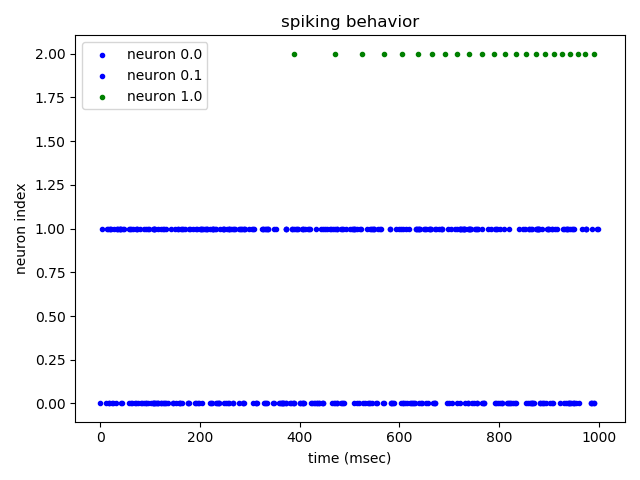 spiking behavior
neuron 0.0
neuron 0.1
neuron 1.0
2.00
1.75
1.50
1.25
1.00
0.75
0.50
0.25
0.00
neuron index
0 200 400 600 800 1000
time (msec)